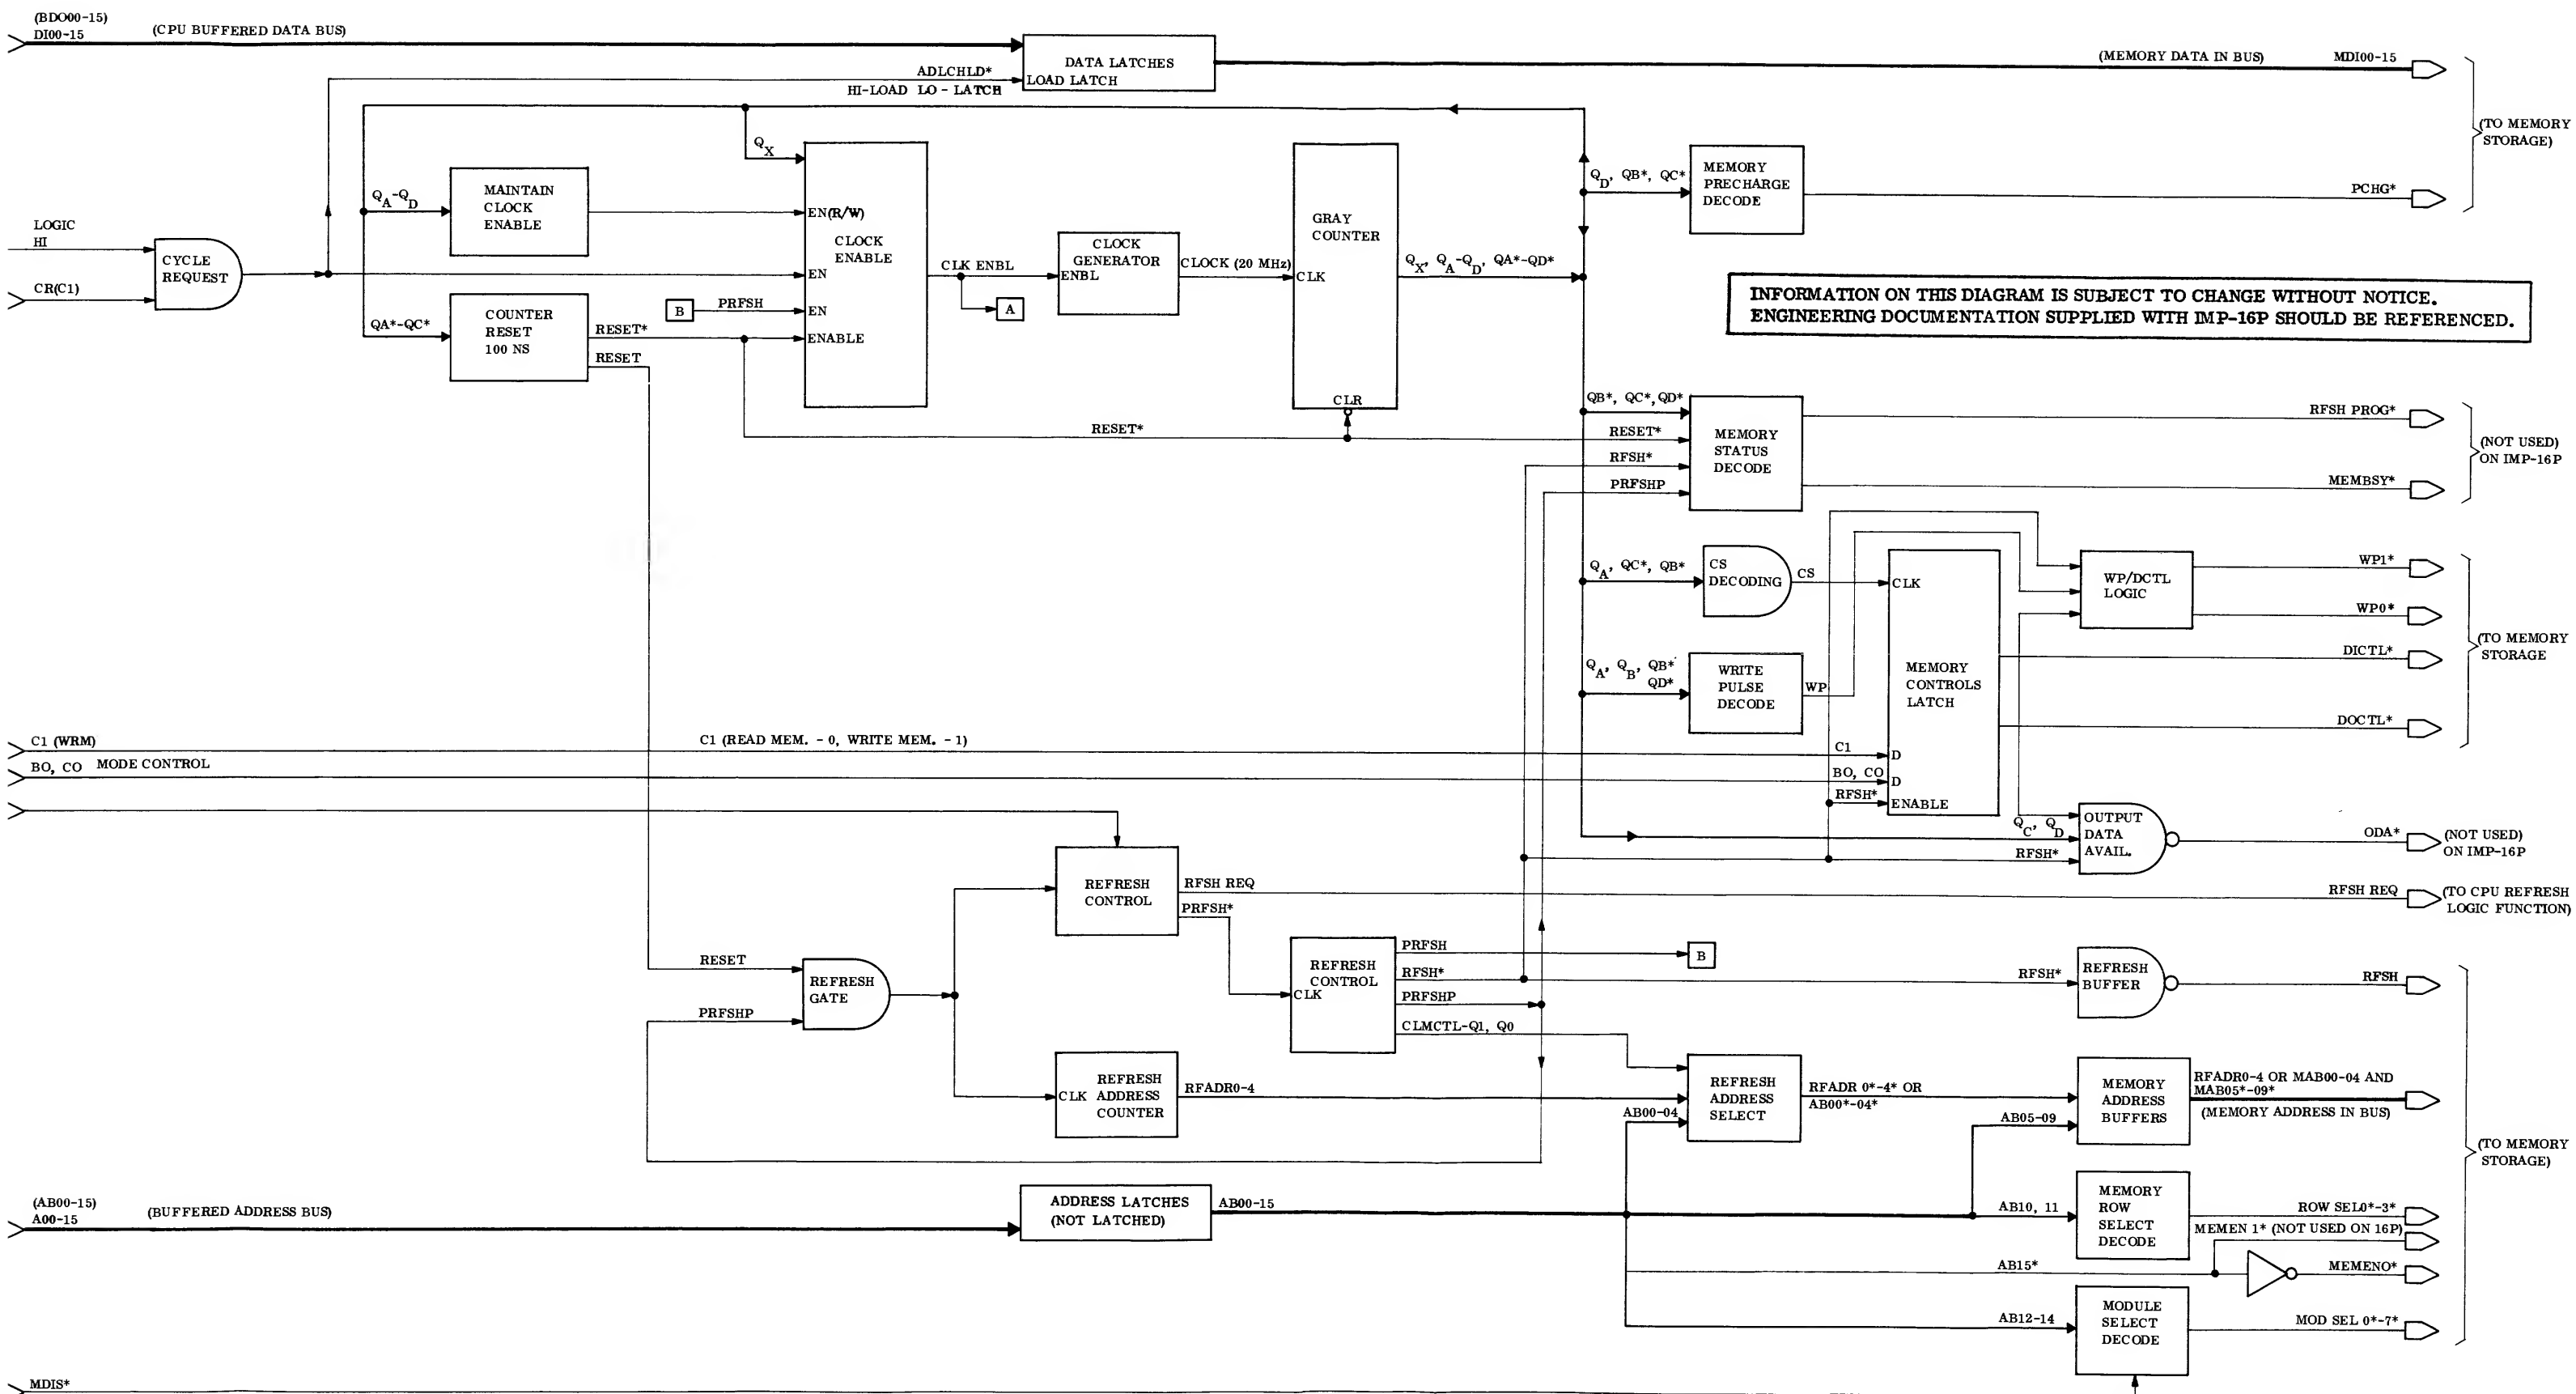 (BDO00-15)
DI00-15
(CPU BUFFERED DATA BUS)
DATA LATCHES
LOAD LATCH
ADLCHLD*
HI-LOAD LO - LATCH
(MEMORY DATA IN BUS)
MDI00-15
(TO MEMORY
STORAGE)
QX
QA-QD
MAINTAIN
CLOCK
ENABLE
EN(R/W)
CLOCK
ENABLE
EN
EN
ENABLE
LOGIC
HI
CYCLE
REQUEST
CR(C1)
B
PRFSH
QA*-QC*
COUNTER
RESET
100 NS
RESET*
RESET
CLK ENBL
A
CLOCK
GENERATOR
ENBL
CLOCK (20 MHz)
GRAY
COUNTER
CLK
CLR
QX, QA-QD, QA*-QD*
QD, QB*, QC*
MEMORY
PRECHARGE
DECODE
PCHG*
INFORMATION ON THIS DIAGRAM IS SUBJECT TO CHANGE WITHOUT NOTICE.
ENGINEERING DOCUMENTATION SUPPLIED WITH IMP-16P SHOULD BE REFERENCED.
RESET*
QB*, QC*, QD*
RESET*
RFSH*
PRFSHP
MEMORY
STATUS
DECODE
RFSH PROG*
MEMBSY*
(NOT USED)
ON IMP-16P
QA, QC*, QB*
CS
DECODING
CS
CLK
MEMORY
CONTROLS
LATCH
WP/DCTL
LOGIC
WP1*
WP0*
DICTL*
DOCTL*
(TO MEMORY
STORAGE
QA, QB, QB*
QD*
WRITE
PULSE
DECODE
WP
C1 (WRM)
C1 (READ MEM. - 0, WRITE MEM. - 1)
C1
D
BO, CO MODE CONTROL
BO, CO
D
RFSH*
ENABLE
QC, QD
RFSH*
OUTPUT
DATA
AVAIL.
ODA*
(NOT USED)
ON IMP-16P
REFRESH
CONTROL
RFSH REQ
PRFSH*
RFSH REQ
(TO CPU REFRESH
LOGIC FUNCTION)
RESET
PRFSHP
REFRESH
GATE
REFRESH
CONTROL
CLK
PRFSH
RFSH*
PRFSHP
CLMCTL-Q1, Q0
B
RFSH*
REFRESH
BUFFER
RFSH
CLK
REFRESH
ADDRESS
COUNTER
RFADR0-4
AB00-04
REFRESH
ADDRESS
SELECT
RFADR 0*-4* OR
AB00*-04*
AB05-09
MEMORY
ADDRESS
BUFFERS
RFADR0-4 OR MAB00-04 AND
MAB05*-09*
(MEMORY ADDRESS IN BUS)
(TO MEMORY
STORAGE)
(AB00-15)
A00-15
(BUFFERED ADDRESS BUS)
ADDRESS LATCHES
(NOT LATCHED)
AB00-15
AB10, 11
MEMORY
ROW
SELECT
DECODE
ROW SEL0*-3*
MEMEN 1* (NOT USED ON 16P)
AB15*
MEMENO*
AB12-14
MODULE
SELECT
DECODE
MOD SEL 0*-7*
MDIS*